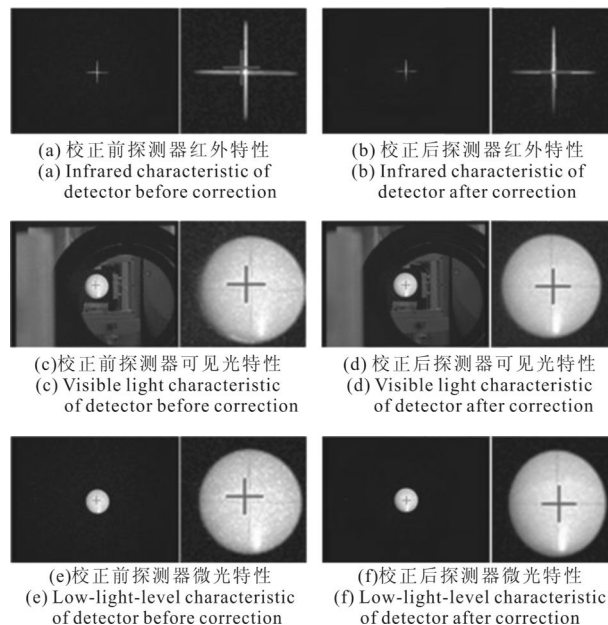 (a) 校正前探测器红外特性
(a) Infrared characteristic of
detector before correction
(b) 校正后探测器红外特性
(b) Infrared characteristic of
detector after correction
(c)校正前探测器可见光特性
(c) Visible light characteristic
of detector before correction
(d) 校正后探测器可见光特性
(d) Visible light characteristic
of detector after correction
(e)校正前探测器微光特性
(e) Low-light-level characteristic
of detector before correction
(f)校正后探测器微光特性
(f) Low-light-level characteristic
of detector after correction